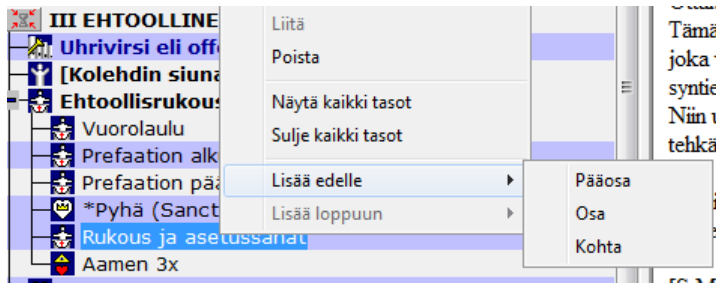 III EHTOOLLINE
Uhrivirsi eli off
[Kolehdin siuna
Ehtoollisrukous
Vuorolaulu
Prefaation alk
Prefaation pää
*Pyhä (Sanct
Rukous ja asetussanat
Aamen 3x
Liitä
Poista
Näytä kaikki tasot
Sulje kaikki tasot
Lisää edelle
Lisää loppuun
Pääosa
Osa
Kohta
Tämä
joka
syntie
Niin
tehkä